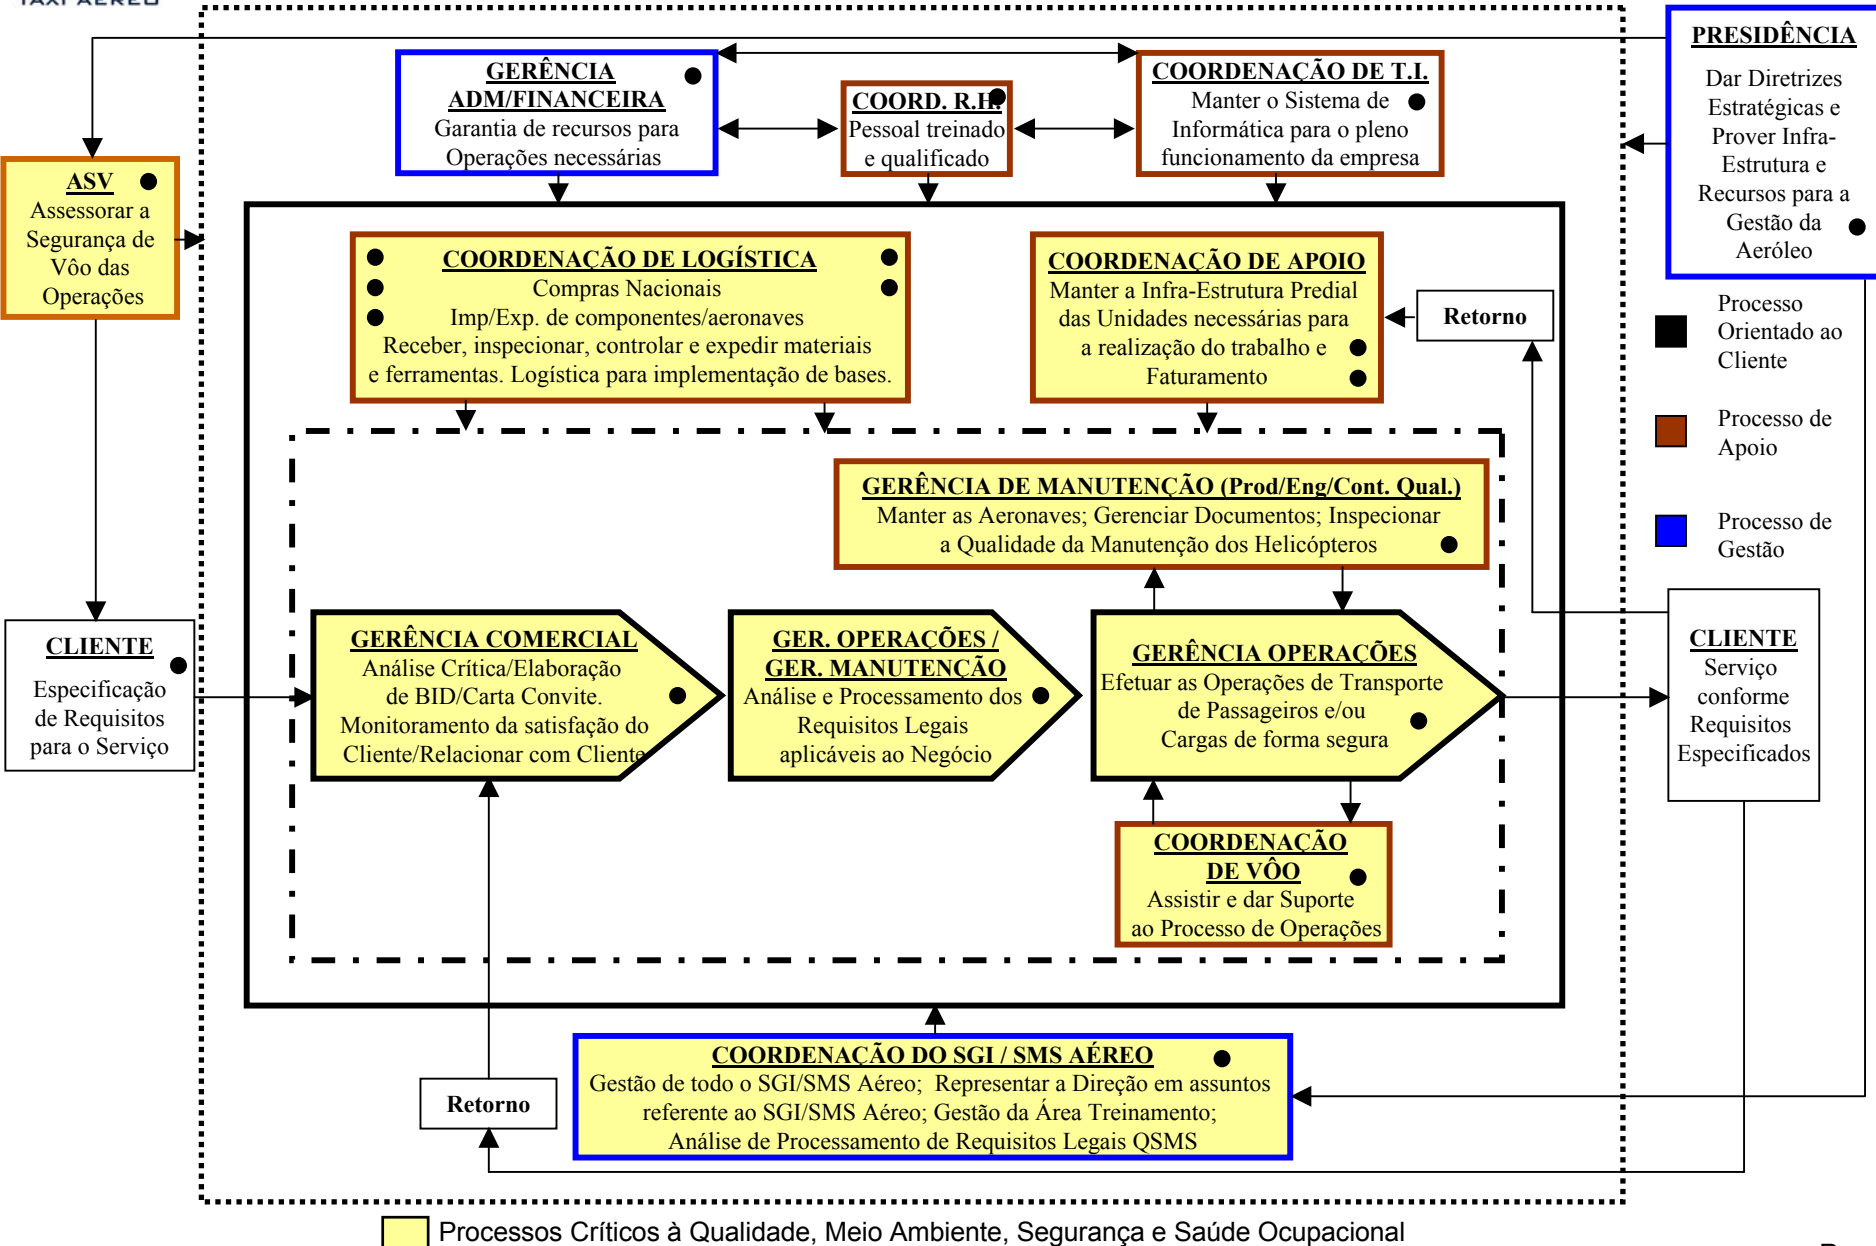 TAXI AÉREO
PRESIDÊNCIA
Dar Diretrizes
Estratégicas e
Prover Infra-
Estrutura e
Recursos para a
Gestão da
Aeróleo
GERÊNCIA
ADM/FINANCEIRA
Garantia de recursos para
Operações necessárias
COORD. R.H.
Pessoal treinado
e qualificado
COORDENAÇÃO DE T.I.
Manter o Sistema de
Informática para o pleno
funcionamento da empresa
ASV
Assessorar a
Segurança de
Vôo das
Operações
COORDENAÇÃO DE LOGÍSTICA
Compras Nacionais
Imp/Exp. de componentes/aeronaves
Receber, inspecionar, controlar e expedir materiais
e ferramentas. Logística para implementação de bases.
COORDENAÇÃO DE APOIO
Manter a Infra-Estrutura Predial
das Unidades necessárias para
a realização do trabalho e
Faturamento
Retorno
Processo
Orientado ao
Cliente
Processo de
Apoio
Processo de
Gestão
GERÊNCIA DE MANUTENÇÃO (Prod/Eng/Cont. Qual.)
Manter as Aeronaves; Gerenciar Documentos; Inspecionar
a Qualidade da Manutenção dos Helicópteros
CLIENTE
Especificação
de Requisitos
para o Serviço
GERÊNCIA COMERCIAL
Análise Crítica/Elaboração
de BID/Carta Convite.
Monitoramento da satisfação do
Cliente/Relacionar com Cliente
GER. OPERAÇÕES /
GER. MANUTENÇÃO
Análise e Processamento dos
Requisitos Legais
aplicáveis ao Negócio
GERÊNCIA OPERAÇÕES
Efetuar as Operações de Transporte
de Passageiros e/ou
Cargas de forma segura
CLIENTE
Serviço
conforme
Requisitos
Especificados
COORDENAÇÃO
DE VÔO
Assistir e dar Suporte
ao Processo de Operações
COORDENAÇÃO DO SGI / SMS AÉREO
Gestão de todo o SGI/SMS Aéreo; Representar a Direção em assuntos
referente ao SGI/SMS Aéreo; Gestão da Área Treinamento;
Análise de Processamento de Requisitos Legais QSMS
Retorno
Processos Críticos à Qualidade, Meio Ambiente, Segurança e Saúde Ocupacional